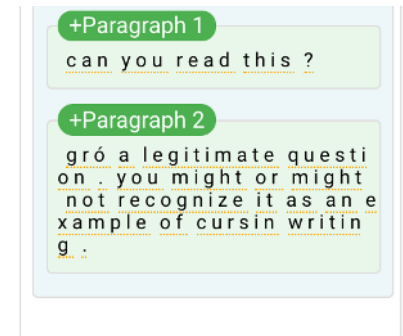 +Paragraph 1
can you read this ?
+Paragraph 2
gró a legitimate questi
on . you might or might
not recognize it as an e
xample of cursin writin
g .